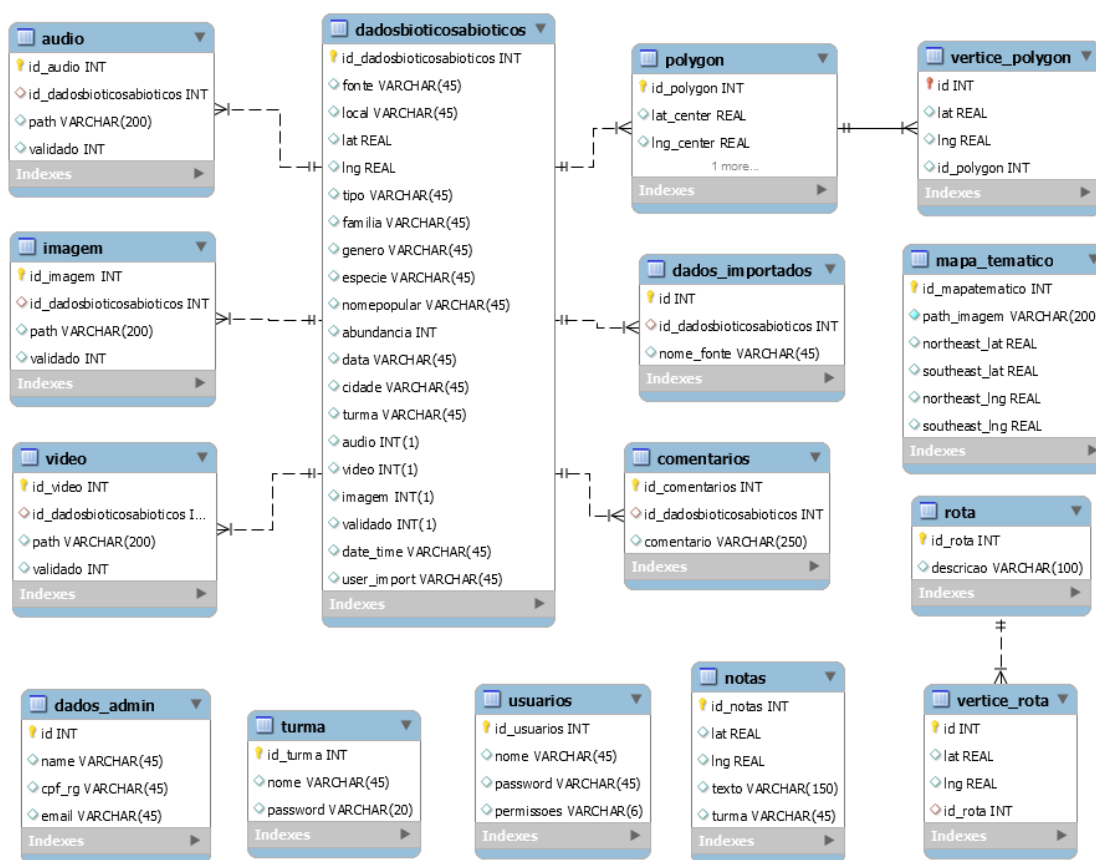 audio
id_audio INT
id_dadosbioticosabioticos INT
path VARCHAR(200)
validado INT
Indexes
imagem
id_imagem INT
id_dadosbioticosabioticos INT
path VARCHAR(200)
validado INT
Indexes
video
id_video INT
id_dadosbioticosabioticos I...
path VARCHAR(200)
validado INT
Indexes
dadosbioticosabioticos
id_dadosbioticosabioticos INT
fonte VARCHAR(45)
local VARCHAR(45)
lat REAL
lng REAL
tipo VARCHAR(45)
familia VARCHAR(45)
genero VARCHAR(45)
especie VARCHAR(45)
nomepopular VARCHAR(45)
abundancia INT
data VARCHAR(45)
cidade VARCHAR(45)
turma VARCHAR(45)
audio INT(1)
video INT(1)
imagem INT(1)
validado INT(1)
date_time VARCHAR(45)
user_import VARCHAR(45)
Indexes
polygon
id_polygon INT
lat_center REAL
lng_center REAL
1 more...
Indexes
vertice_polygon
id INT
lat REAL
lng REAL
id_polygon INT
Indexes
dados_importados
id INT
id_dadosbioticosabioticos INT
nome_fonte VARCHAR(45)
Indexes
mapa_tematico
id_mapatematico INT
path_imagem VARCHAR(200
northeast_lat REAL
southeast_lat REAL
northeast_lng REAL
southeast_lng REAL
Indexes
comentarios
id_comentarios INT
id_dadosbioticosabioticos INT
comentario VARCHAR(250)
Indexes
rota
id_rota INT
descricao VARCHAR(100)
Indexes
dados_admin
id INT
name VARCHAR(45)
cpf_rg VARCHAR(45)
email VARCHAR(45)
Indexes
turma
id_turma INT
nome VARCHAR(45)
password VARCHAR(20)
Indexes
usuarios
id_usuarios INT
nome VARCHAR(45)
password VARCHAR(45)
permissoes VARCHAR(6)
Indexes
notas
id_notas INT
lat REAL
lng REAL
texto VARCHAR(150)
turma VARCHAR(45)
Indexes
vertice_rota
id INT
lat REAL
lng REAL
id_rota INT
Indexes